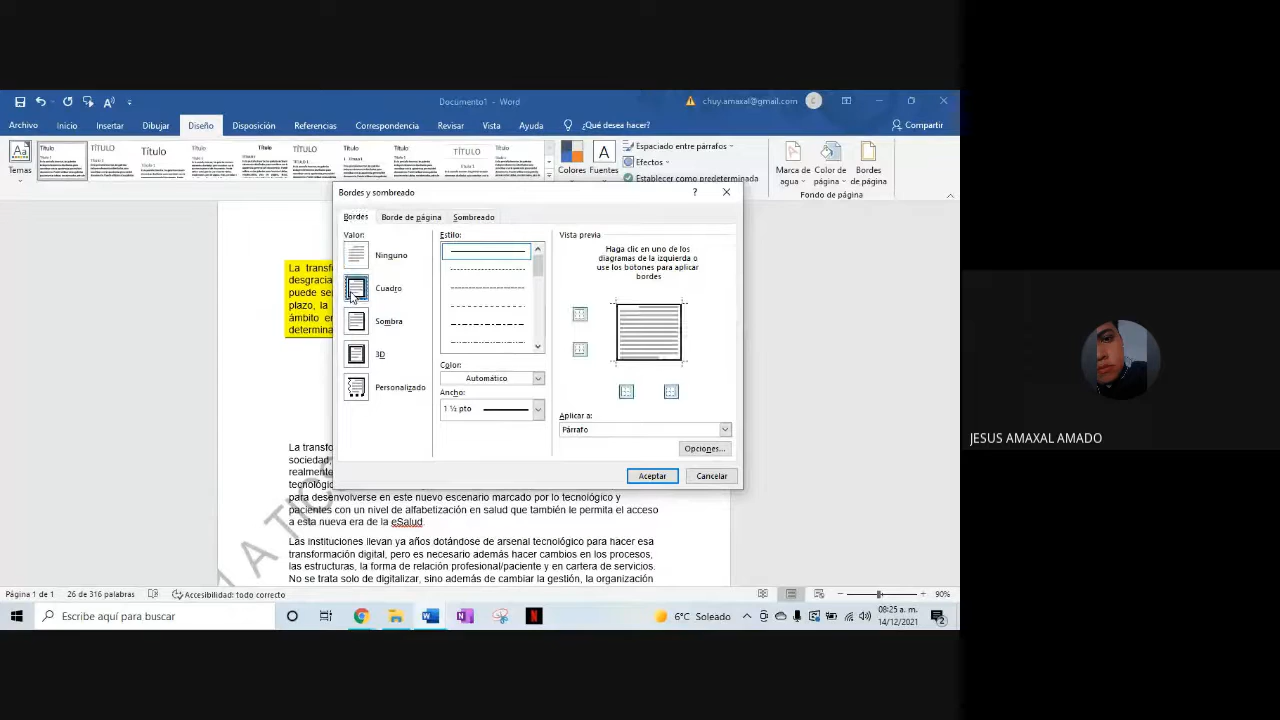 Documento1 - Word
chuy.amaxal@gmail.com
C
Archivo
Inicio
Insertar
Dibujar
Diseño
Disposición
Referencias
Correspondencia
Revisar
Vista
Ayuda
¿Qué desea hacer?
Compartir
Temas
Colores
Fuentes
Espaciado entre párrafos
Efectos
Establecer como predeterminada
Marca de agua
Color de página
Bordes de página
Fondo de página
Bordes y sombreado
Bordes
Borde de página
Sombreado
Valor:
Ninguno
Cuadro
Sombra
3D
Personalizado
Estilo:
Color:
Automático
Ancho:
1 ½ pto
Vista previa
Haga clic en uno de los
diagramas de la izquierda o
use los botones para aplicar
bordes
Aplicar a:
Párrafo
Opciones...
Aceptar
Cancelar
La transf
desgracia
puede se
plazo, la
ámbito e
determina
La transf
sociedad,
realmente
tecnológic
para desenvolverse en este nuevo escenario marcado por lo tecnológico y
pacientes con un nivel de alfabetización en salud que también le permita el acceso
a esta nueva era de la eSalud
Las instituciones llevan ya años dotándose de arsenal tecnológico para hacer esa
transformación digital, pero es necesario además hacer cambios en los procesos,
las estructuras, la forma de relación profesional/paciente y en cartera de servicios.
No se trata solo de digitalizar, sino además de cambiar la gestión, la organización
Página 1 de 1
26 de 316 palabras
Accesibilidad: todo correcto
90%
Escribe aquí para buscar
6°C Soleado
08:25 a. m.
14/12/2021
2
JESUS AMAXAL AMADO